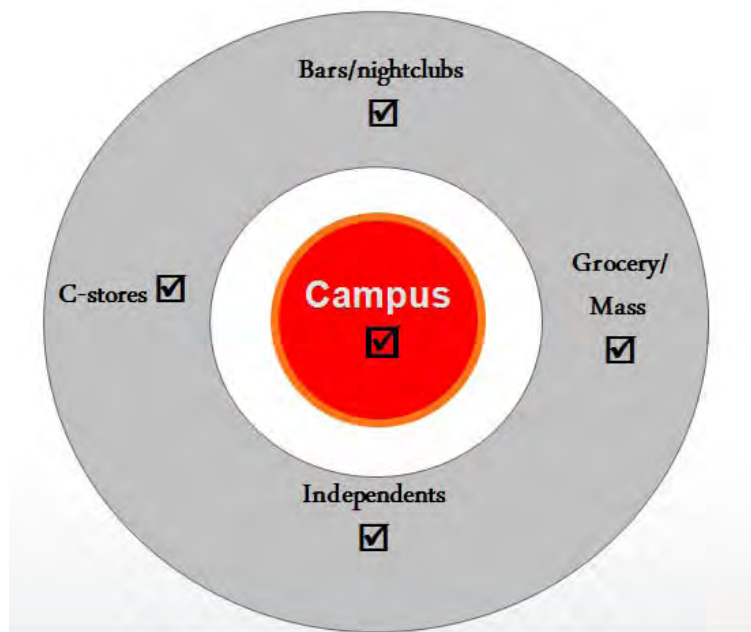 Bars/nightclubs
Grocery/
Mass
C-stores
Campus
Independents